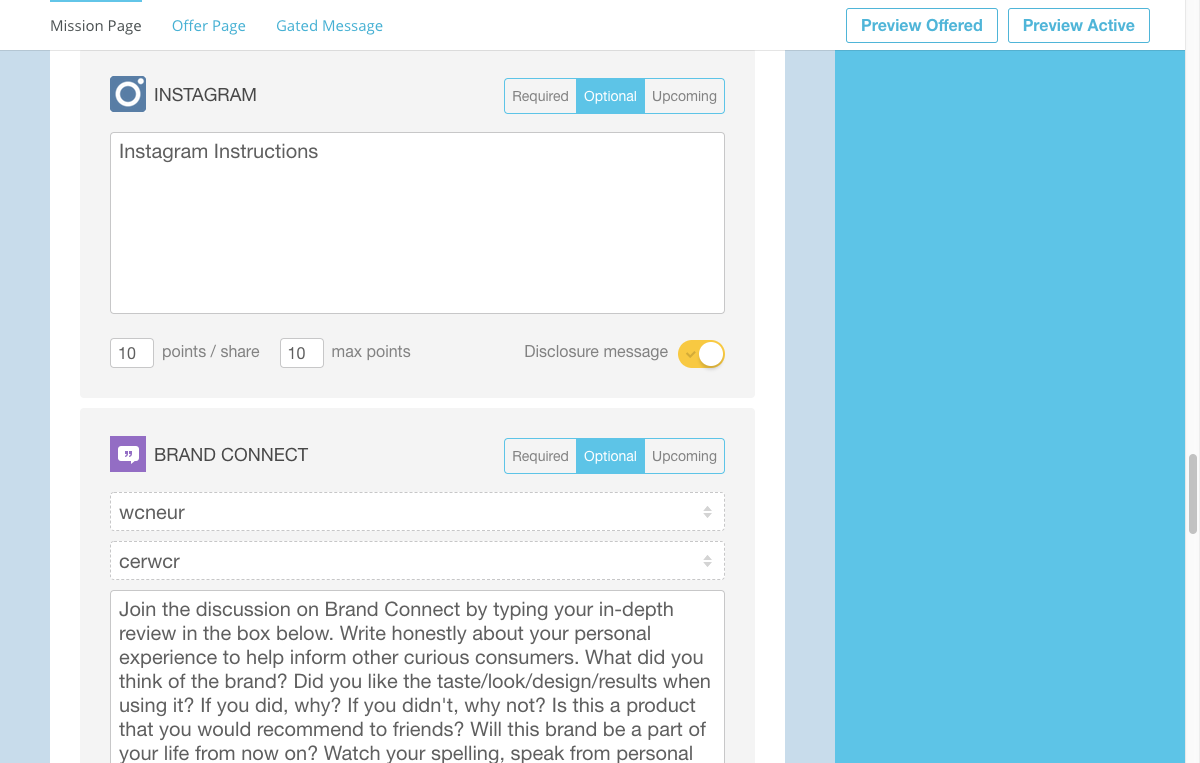 Mission Page Offer Page Gated Message Preview Offered Preview Active
INSTAGRAM Required Optional Upcoming
Instagram Instructions
10 points / share 10 max points Disclosure message
BRAND CONNECT Required Optional Upcoming
wcneur
cerwcr
Join the discussion on Brand Connect by typing your in-depth
review in the box below. Write honestly about your personal
experience to help inform other curious consumers. What did you
think of the brand? Did you like the taste/look/design/results when
using it? If you did, why? If you didn't, why not? Is this a product
that you would recommend to friends? Will this brand be a part of
your life from now on? Watch your spelling, speak from personal